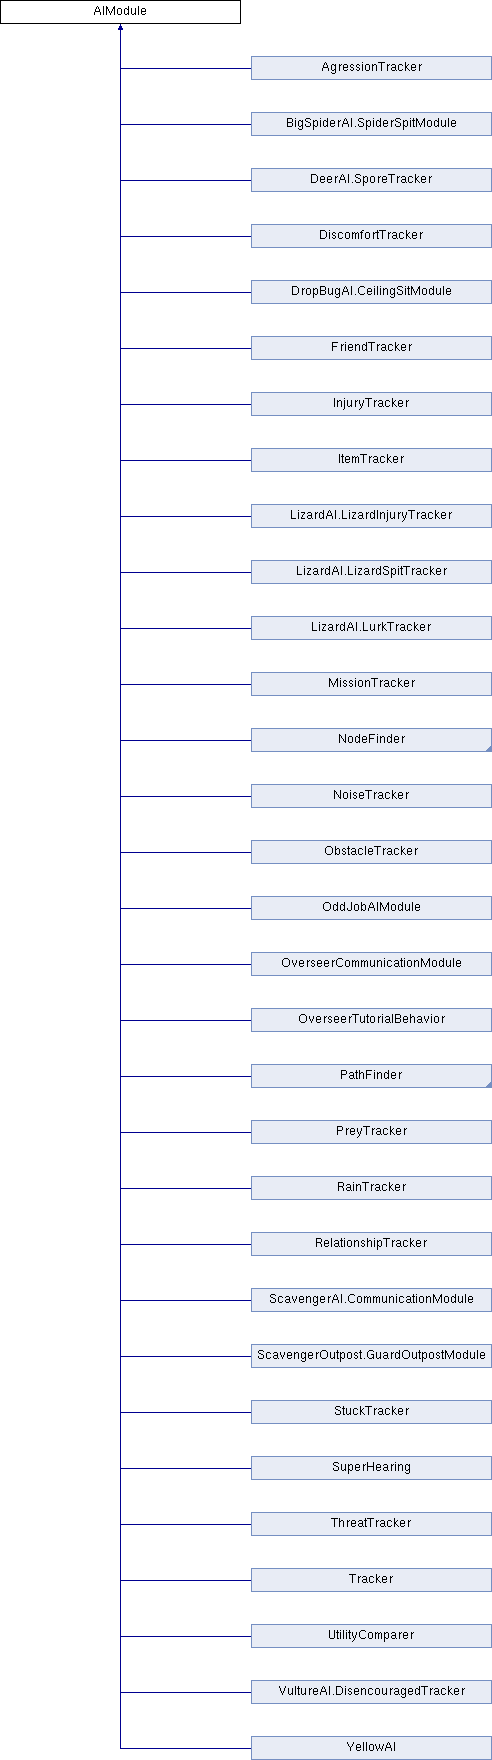 AIModule
AgressionTracker
BigSpiderAI.SpiderSpitModule
DeerAI.SporeTracker
DiscomfortTracker
DropBugAI.CeilingSitModule
FriendTracker
InjuryTracker
ItemTracker
LizardAI.LizardInjuryTracker
LizardAI.LizardSpitTracker
LizardAI.LurkTracker
MissionTracker
NodeFinder
NoiseTracker
ObstacleTracker
OddJobAIModule
OverseerCommunicationModule
OverseerTutorialBehavior
PathFinder
PreyTracker
RainTracker
RelationshipTracker
ScavengerAI.CommunicationModule
ScavengerOutpost.GuardOutpostModule
StuckTracker
SuperHearing
ThreatTracker
Tracker
UtilityComparer
VultureAI.DisencouragedTracker
YellowAI